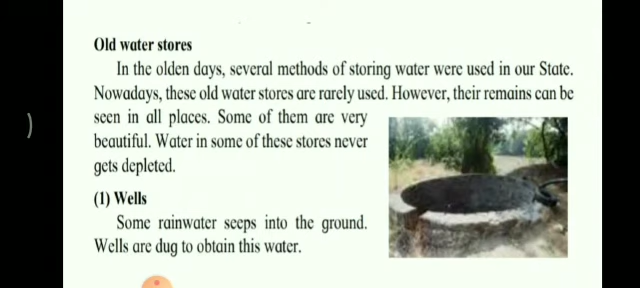 Old water stores
In the olden days, several methods of storing water were used in our State.
Nowadays, these old water stores are rarely used. However, their remains can be
seen in all places. Some of them are very
beautiful. Water in some of these stores never
gets depleted.
(1) Wells
Some rainwater seeps into the ground.
Wells are dug to obtain this water.